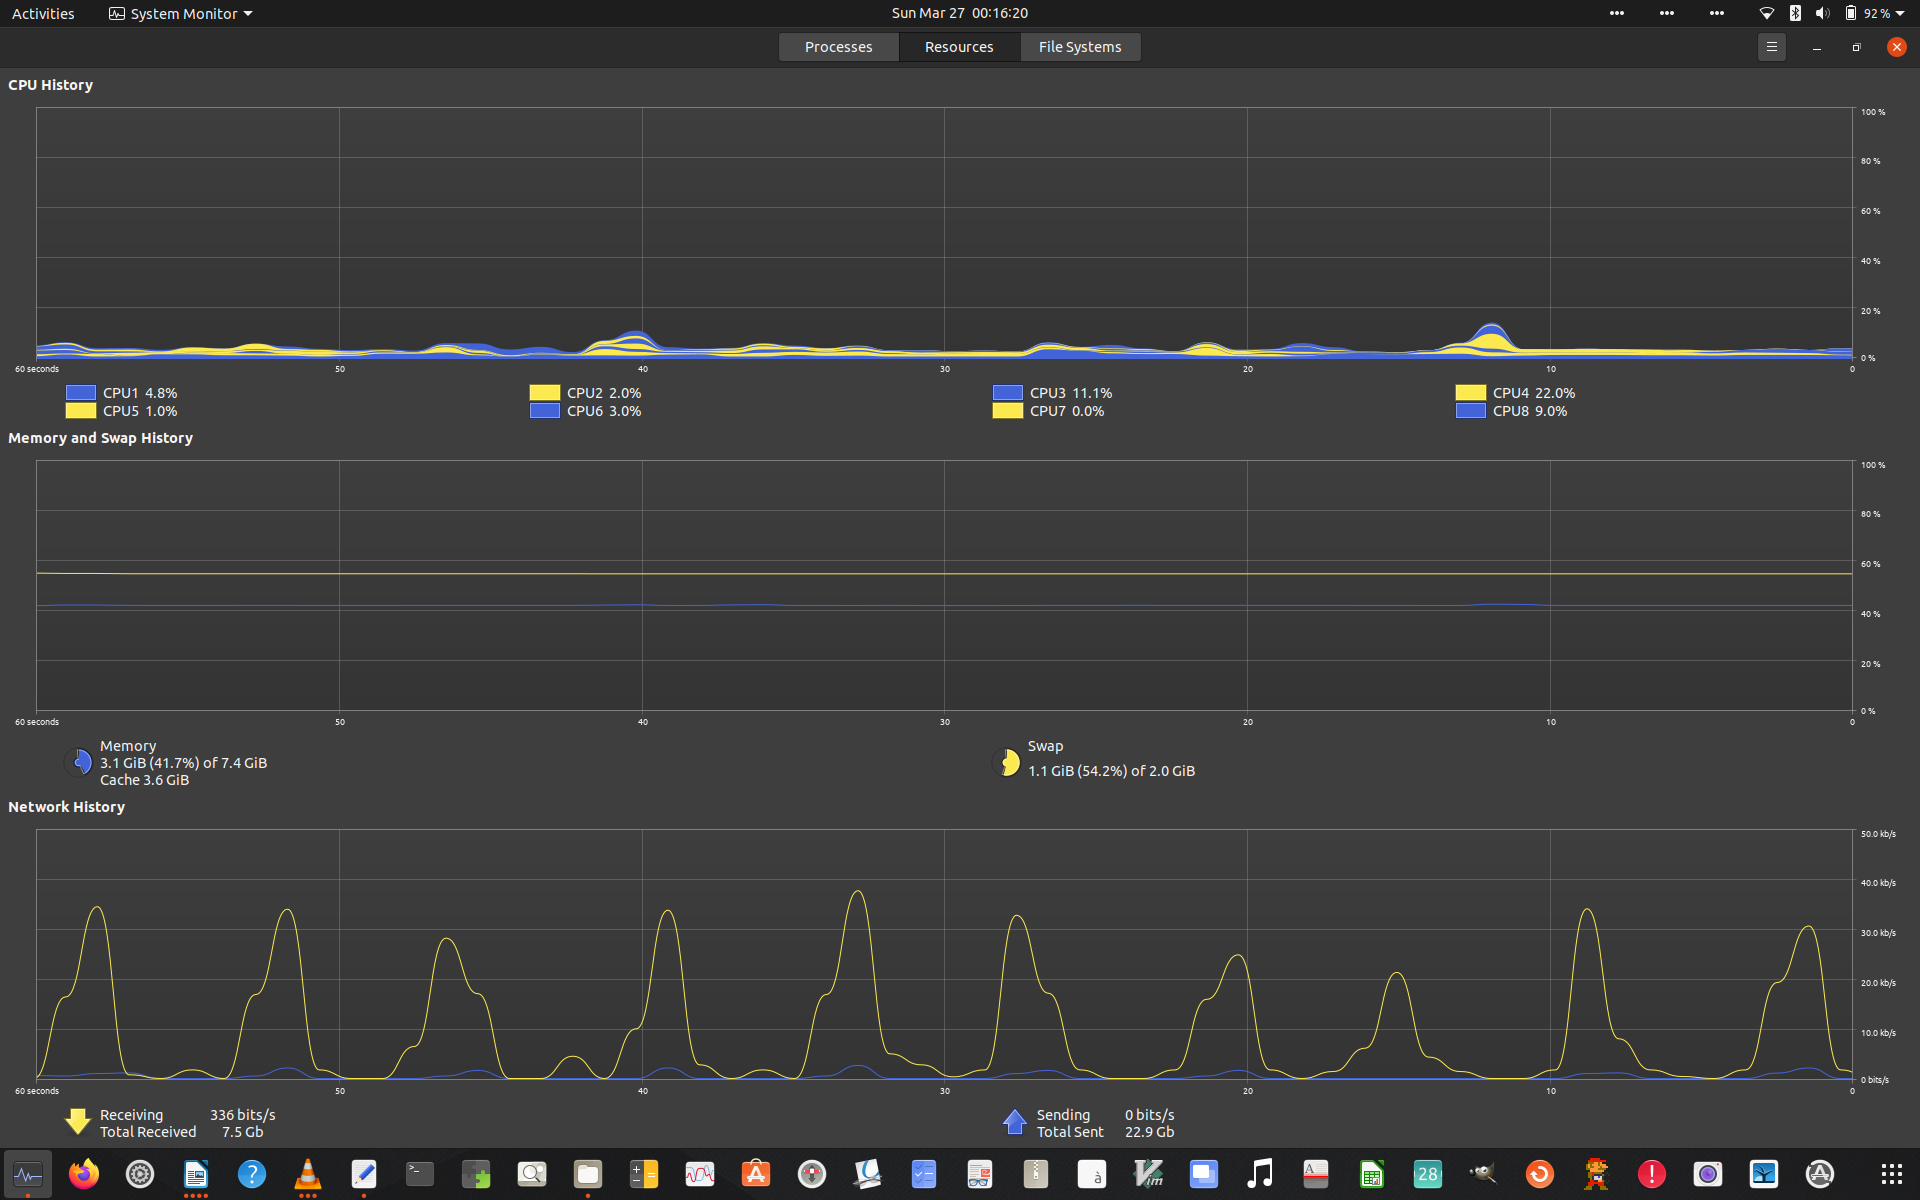 Activities System Monitor Sun Mar 27 00:16:20 92 %
Processes Resources File Systems
CPU History
100 %
80 %
60 %
40 %
20 %
0 %
60 seconds 50 40 30 20 10 0
CPU1 4.8% CPU2 2.0% CPU3 11.1% CPU4 22.0%
CPU5 1.0% CPU6 3.0% CPU7 0.0% CPU8 9.0%
Memory and Swap History
100 %
80 %
60 %
40 %
20 %
0 %
60 seconds 50 40 30 20 10 0
Memory
3.1 GiB (41.7%) of 7.4 GiB
Cache 3.6 GiB
Swap
1.1 GiB (54.2%) of 2.0 GiB
Network History
50.0 kb/s
40.0 kb/s
30.0 kb/s
20.0 kb/s
10.0 kb/s
0 bits/s
60 seconds 50 40 30 20 10 0
Receiving 336 bits/s
Total Received 7.5 Gb
Sending 0 bits/s
Total Sent 22.9 Gb
? >_ A à Vim A 28 !